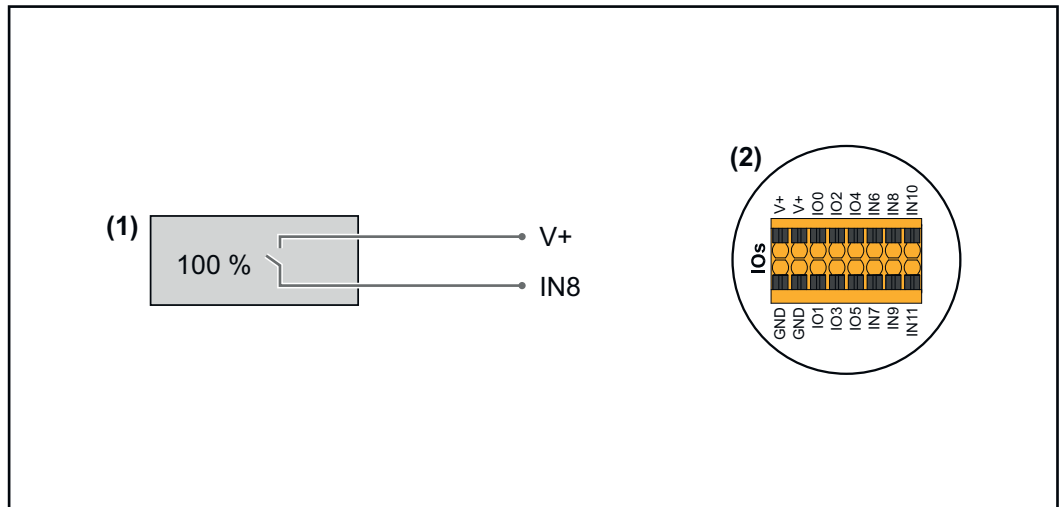 (1)
100 %
V+
IN8
(2)
IOs
V+
V+
IO0
IO2
IO4
IN6
IN8
IN10
GND
GND
IO1
IO3
IO5
IN7
IN9
IN11